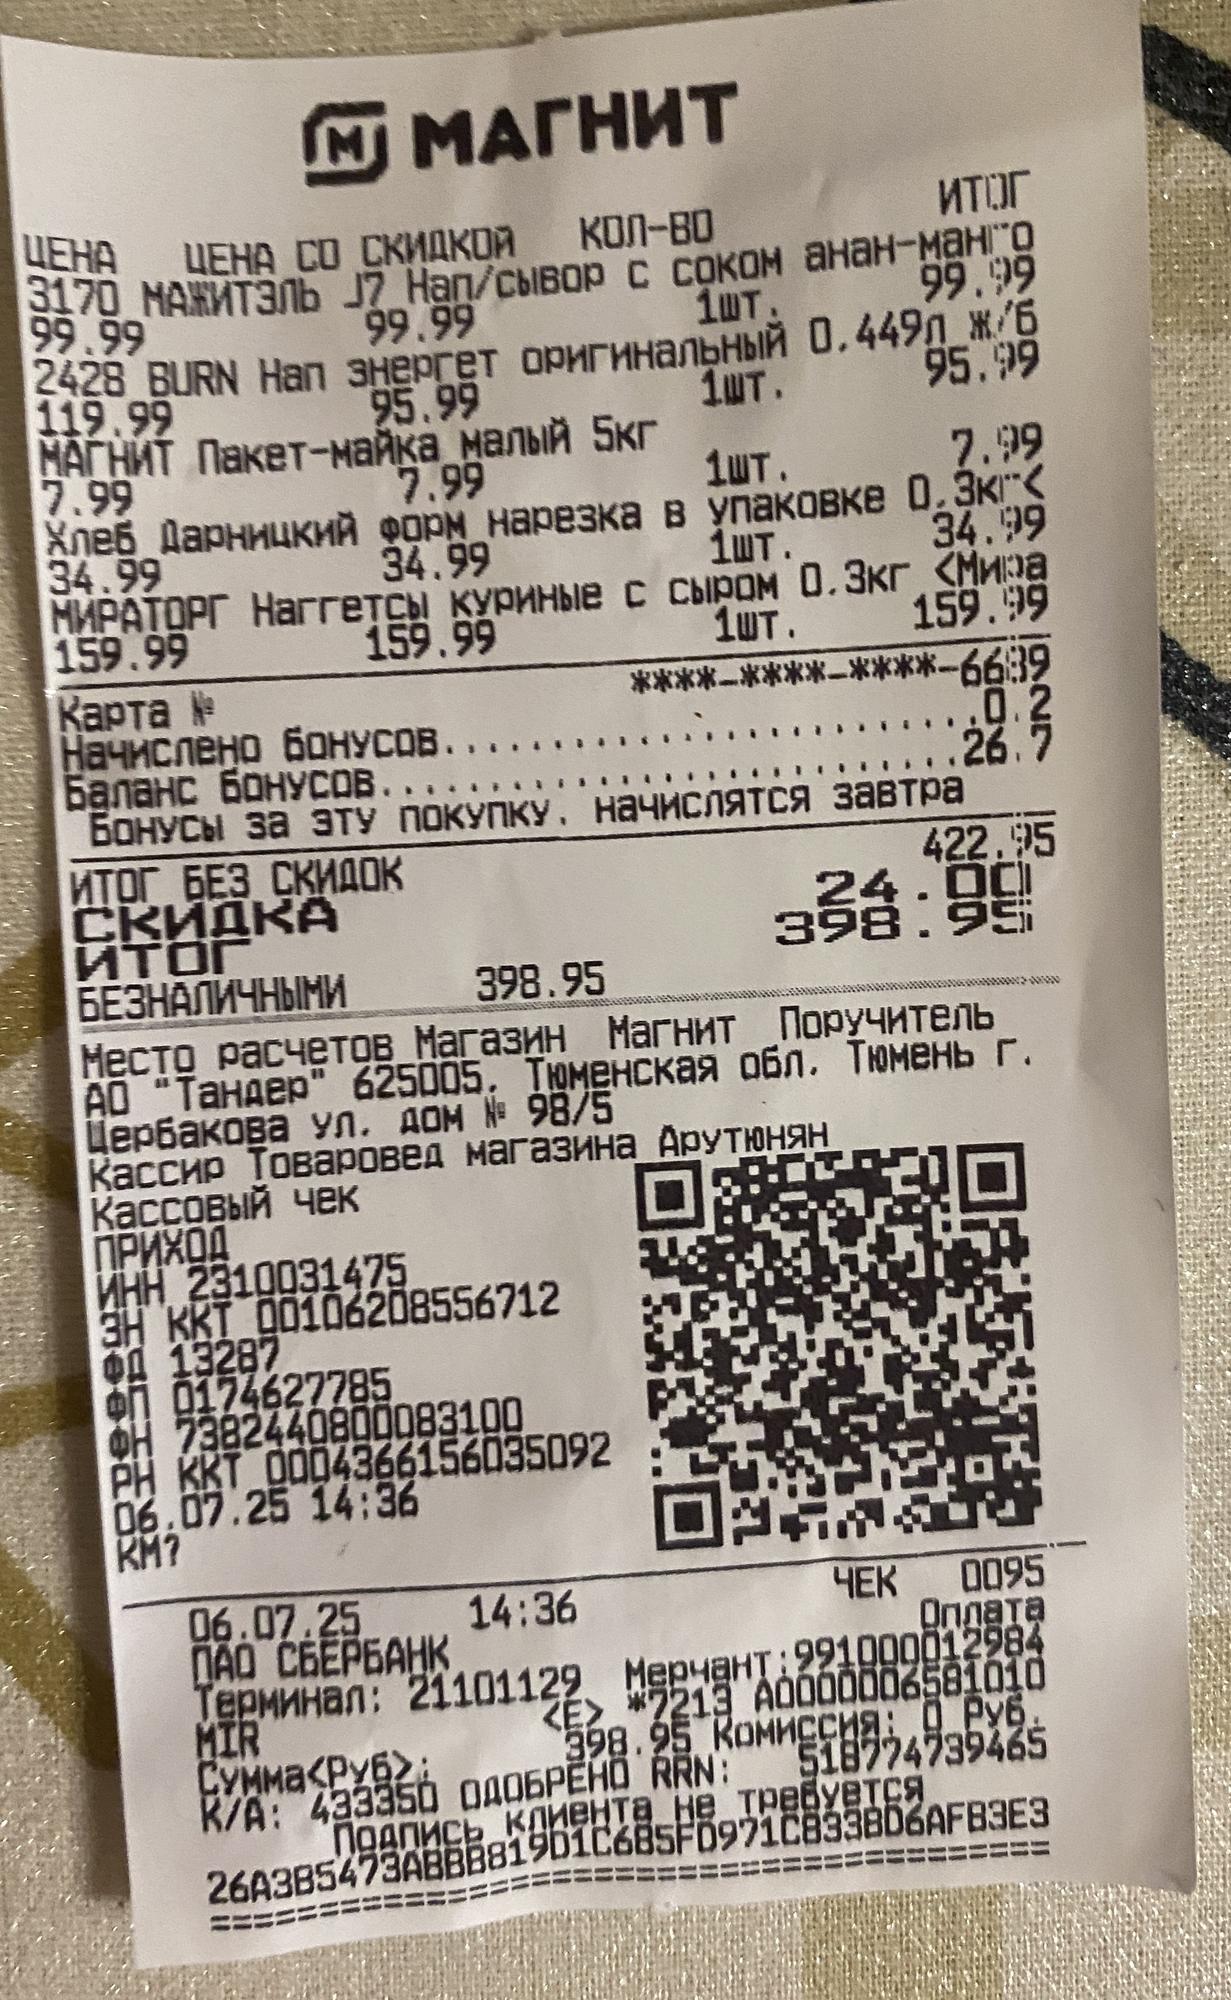 МАГНИТ
ИТОГ
ЦЕНА ЦЕНА СО СКИДКОЙ КОЛ-ВО
3170 МАЖИТЭЛЬ J7 Нап/сывор с соком анан-манго
99.99 99.99 1шт. 99.99
2428 BURN Нап энергет оригинальный 0.449л ж/б
119.99 95.99 1шт. 95.99
МАГНИТ Пакет-майка малый 5кг
7.99 7.99 1шт. 7.99
Хлеб Дарницкий форм нарезка в упаковке 0.3кг<
34.99 34.99 1шт. 34.99
МИРАТОРГ Наггетсы куриные с сыром 0.3кг <Мира
159.99 159.99 1шт. 159.99
Карта № ****-****-****-6689
Начислено бонусов..........................0.2
Баланс бонусов............................26.7
Бонусы за эту покупку, начислятся завтра
ИТОГ БЕЗ СКИДОК 422.95
СКИДКА 24.00
ИТОГ 398.95
БЕЗНАЛИЧНЫМИ 398.95
Место расчетов Магазин Магнит Поручитель
АО "Тандер" 625005, Тюменская обл. Тюмень г.
Щербакова ул. дом № 98/5
Кассир Товаровед магазина Арутюнян
Кассовый чек
ПРИХОД
ИНН 2310031475
ЗН ККТ 00106208556712
ФД 13287
ФП 0174627785
ФН 7382440800083100
РН ККТ 0004366156035092
06.07.25 14:36
КМ?
06.07.25 14:36 ЧЕК 0095
ПАО СБЕРБАНК Оплата
Терминал: 21101129 Мерчант:991000012984
MIR <E> *7213 A0000006581010
Сумма<Руб>: 398.95 Комиссия: 0 Руб.
К/А: 433350 ОДОБРЕНО RRN: 518774739465
Подпись клиента не требуется
26A3B5473ABBB819D1C6B5FD971CB338D6AFB3E3
========================================